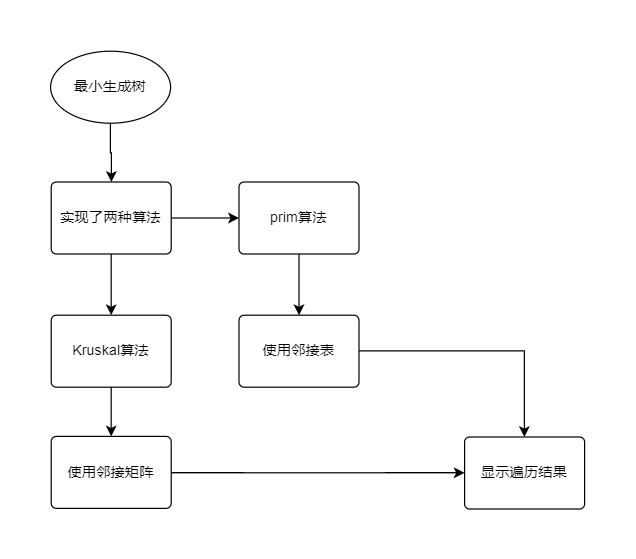 最小生成树
实现了两种算法
prim算法
Kruskal算法
使用邻接表
使用邻接矩阵
显示遍历结果